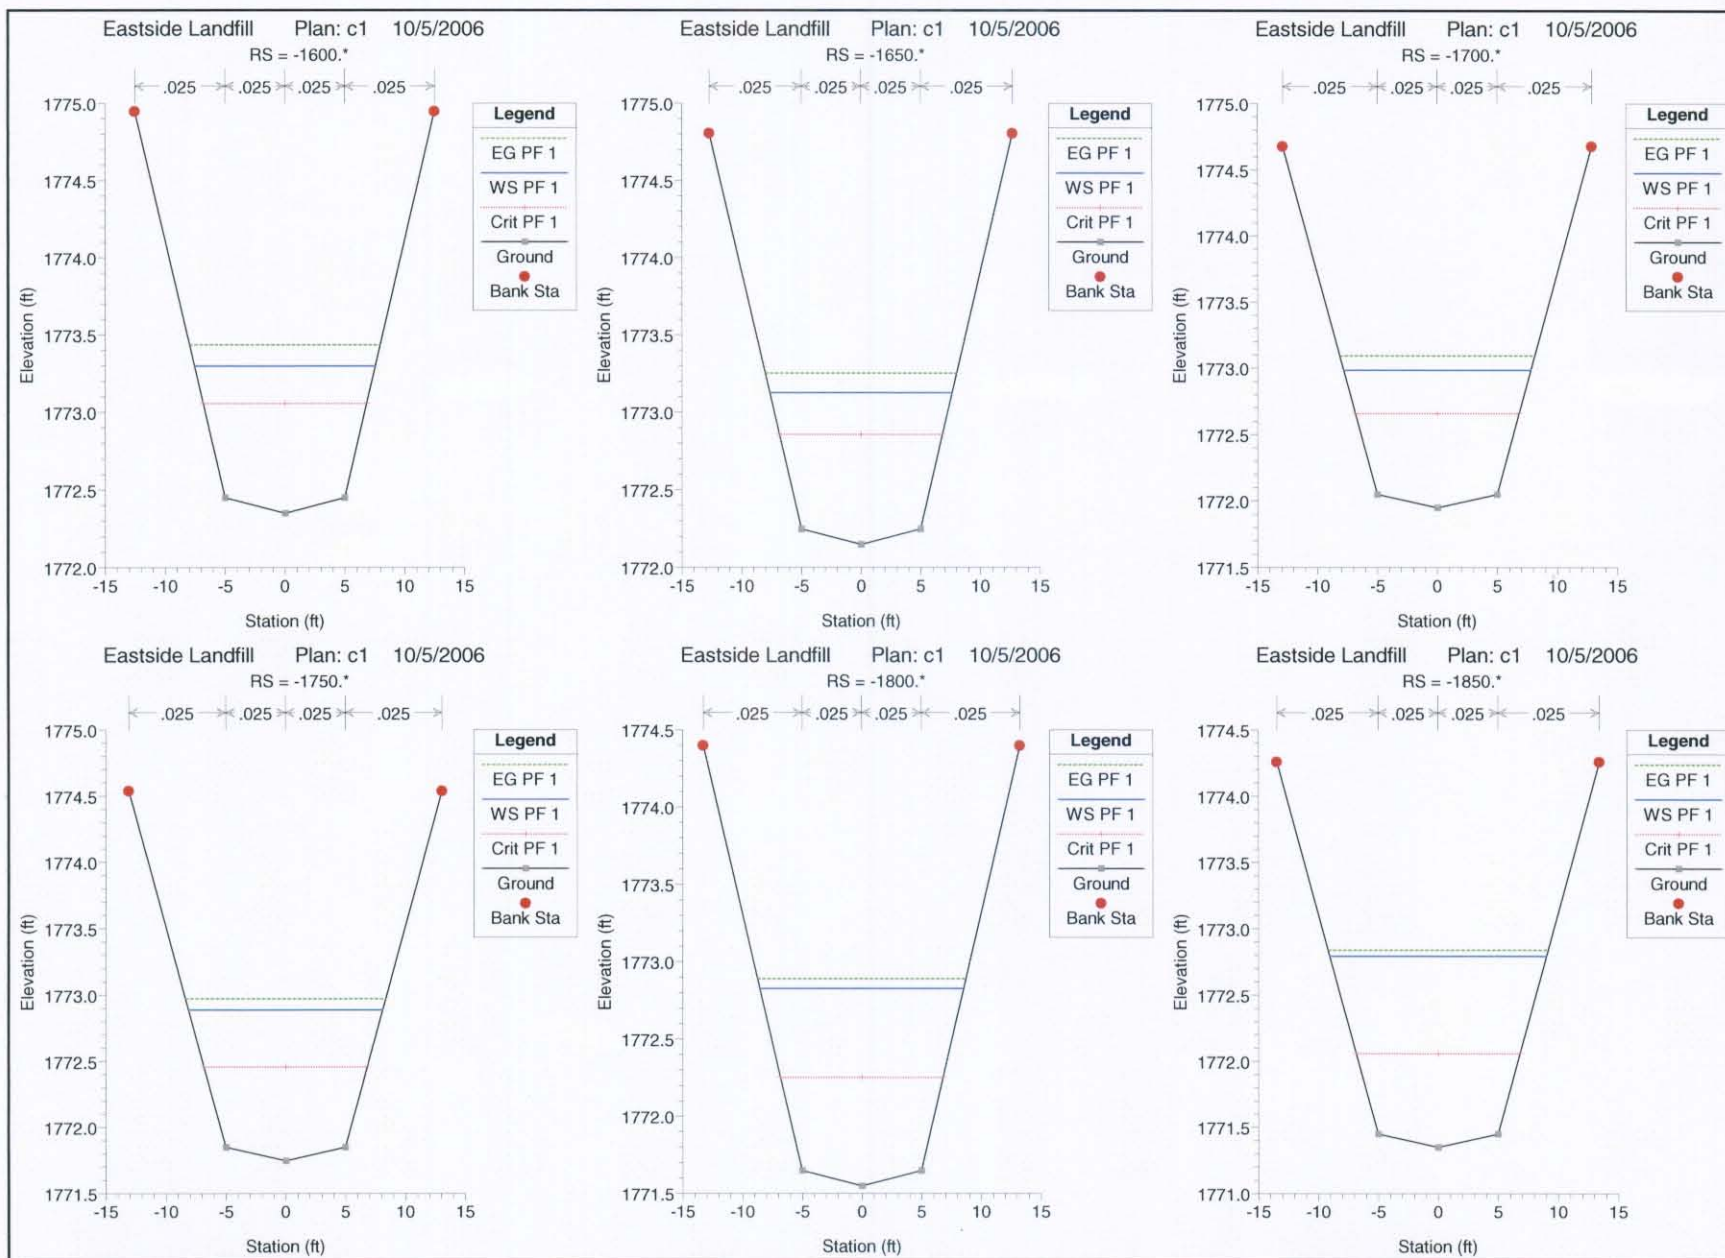 Eastside Landfill Plan: c1 10/5/2006
RS = -1600.*
.025 .025 .025 .025
1775.0
1774.5
1774.0
1773.5
1773.0
1772.5
1772.0
Elevation (ft)
-15 -10 -5 0 5 10 15
Station (ft)
Legend
EG PF 1
WS PF 1
Crit PF 1
Ground
Bank Sta
Eastside Landfill Plan: c1 10/5/2006
RS = -1650.*
.025 .025 .025 .025
1775.0
1774.5
1774.0
1773.5
1773.0
1772.5
1772.0
Elevation (ft)
-15 -10 -5 0 5 10 15
Station (ft)
Legend
EG PF 1
WS PF 1
Crit PF 1
Ground
Bank Sta
Eastside Landfill Plan: c1 10/5/2006
RS = -1700.*
.025 .025 .025 .025
1775.0
1774.5
1774.0
1773.5
1773.0
1772.5
1772.0
1771.5
Elevation (ft)
-15 -10 -5 0 5 10 15
Station (ft)
Legend
EG PF 1
WS PF 1
Crit PF 1
Ground
Bank Sta
Eastside Landfill Plan: c1 10/5/2006
RS = -1750.*
.025 .025 .025 .025
1775.0
1774.5
1774.0
1773.5
1773.0
1772.5
1772.0
1771.5
Elevation (ft)
-15 -10 -5 0 5 10 15
Station (ft)
Legend
EG PF 1
WS PF 1
Crit PF 1
Ground
Bank Sta
Eastside Landfill Plan: c1 10/5/2006
RS = -1800.*
.025 .025 .025 .025
1774.5
1774.0
1773.5
1773.0
1772.5
1772.0
1771.5
Elevation (ft)
-15 -10 -5 0 5 10 15
Station (ft)
Legend
EG PF 1
WS PF 1
Crit PF 1
Ground
Bank Sta
Eastside Landfill Plan: c1 10/5/2006
RS = -1850.*
.025 .025 .025 .025
1774.5
1774.0
1773.5
1773.0
1772.5
1772.0
1771.5
1771.0
Elevation (ft)
-15 -10 -5 0 5 10 15
Station (ft)
Legend
EG PF 1
WS PF 1
Crit PF 1
Ground
Bank Sta